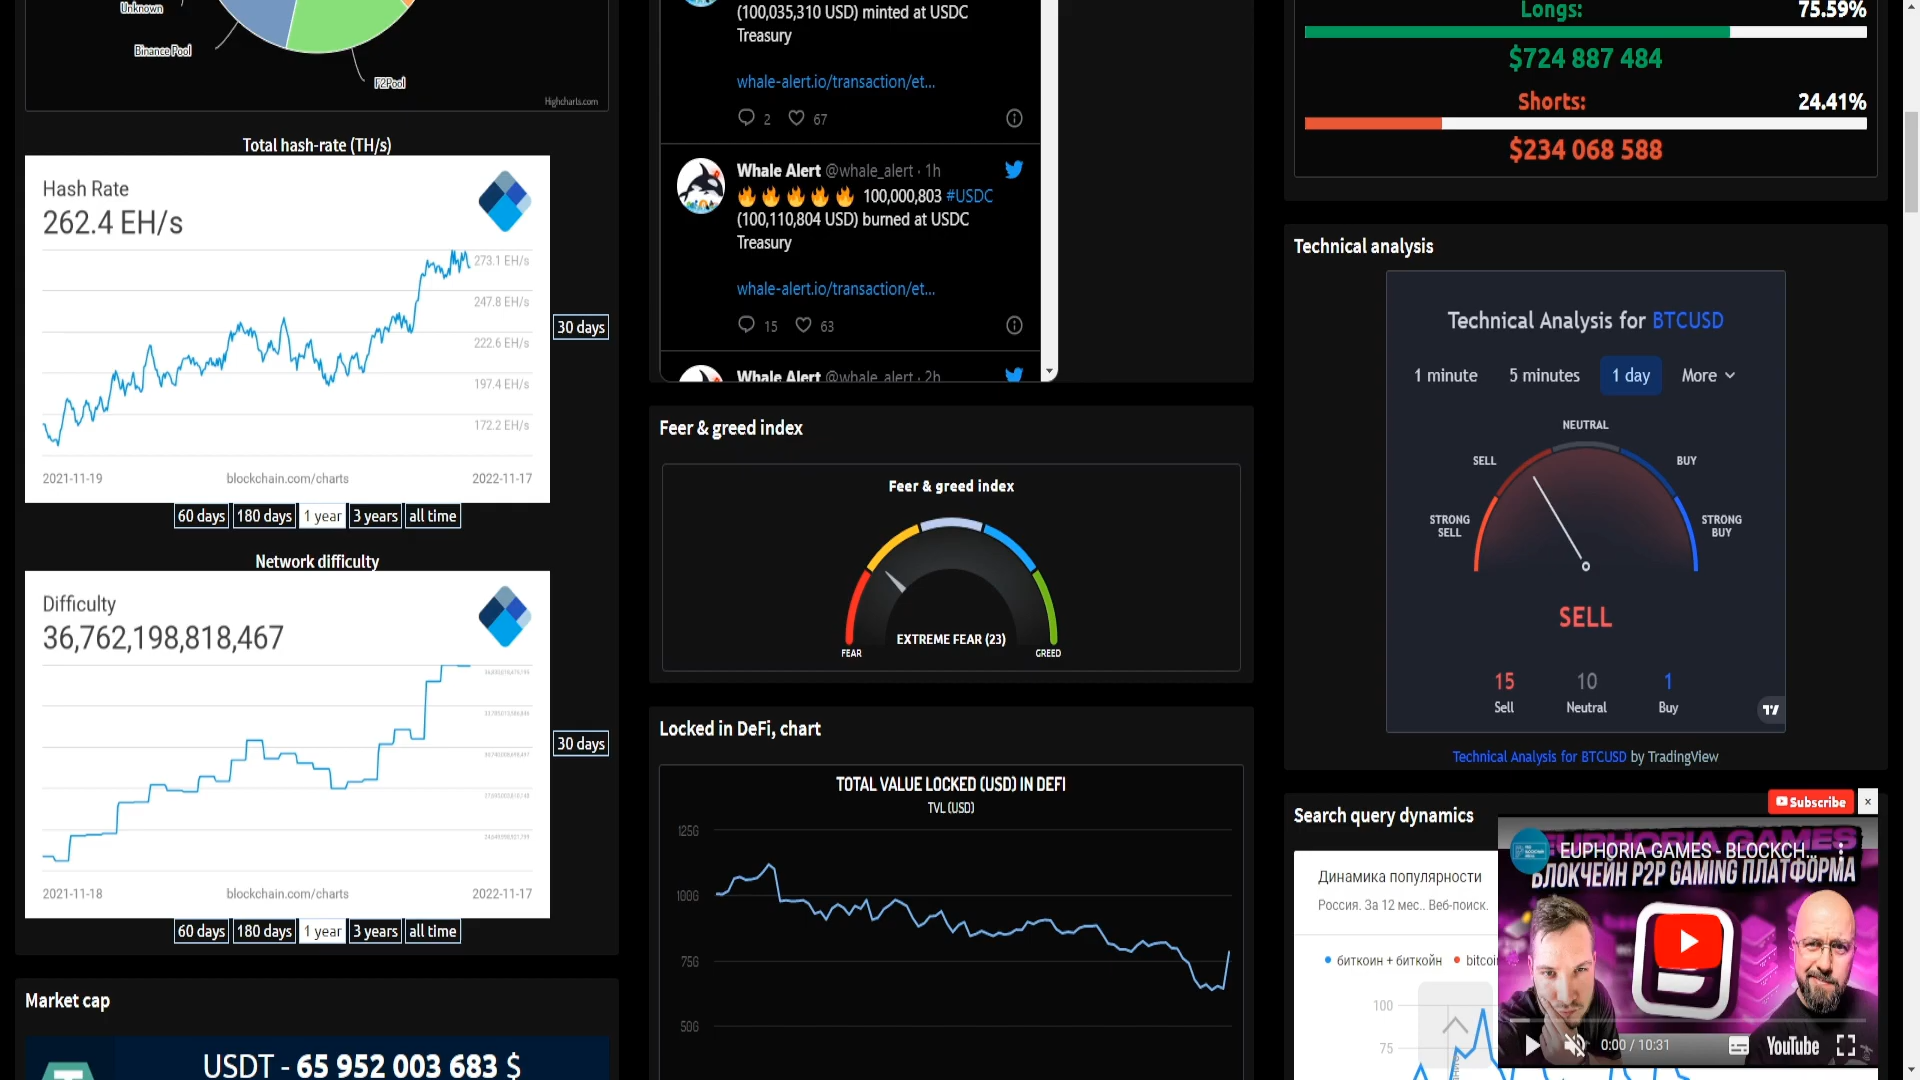 Unknown
Binance Pool
F2Pool
Highcharts.com
Total hash-rate (TH/s)
Hash Rate
262.4 EH/s
273.1 EH/s
247.8 EH/s
222.6 EH/s
197.4 EH/s
172.2 EH/s
2021-11-19 blockchain.com/charts 2022-11-17
30 days
60 days 180 days 1 year 3 years all time
Network difficulty
Difficulty
36,762,198,818,467
2021-11-18 blockchain.com/charts 2022-11-17
30 days
60 days 180 days 1 year 3 years all time
Market cap
USDT - 65 952 003 683 $
(100,035,310 USD) minted at USDC
Treasury
whale-alert.io/transaction/et...
2 67
Whale Alert @whale_alert · 1h
100,000,803 #USDC
(100,110,804 USD) burned at USDC
Treasury
whale-alert.io/transaction/et...
15 63
Whale Alert @whale_alert · 2h
Feer & greed index
Feer & greed index
EXTREME FEAR (23)
FEAR GREED
Locked in DeFi, chart
TOTAL VALUE LOCKED (USD) IN DEFI
TVL (USD)
125G
100G
75G
50G
Longs: 75.59%
$724 887 484
Shorts: 24.41%
$234 068 588
Technical analysis
Technical Analysis for BTCUSD
1 minute 5 minutes 1 day More
NEUTRAL
SELL BUY
STRONG SELL STRONG BUY
SELL
15 10 1
Sell Neutral Buy
Technical Analysis for BTCUSD by TradingView
Search query dynamics
Subscribe ×
Динамика популярности
Россия. За 12 мес.. Веб-поиск.
биткоин + биткойн
100
75
EUPHORIA GAMES
EUPHORIA GAMES - BLOCKCH...
БЛОКЧЕЙН P2P GAMING ПЛАТФОРМА
0:00 / 10:31 YouTube